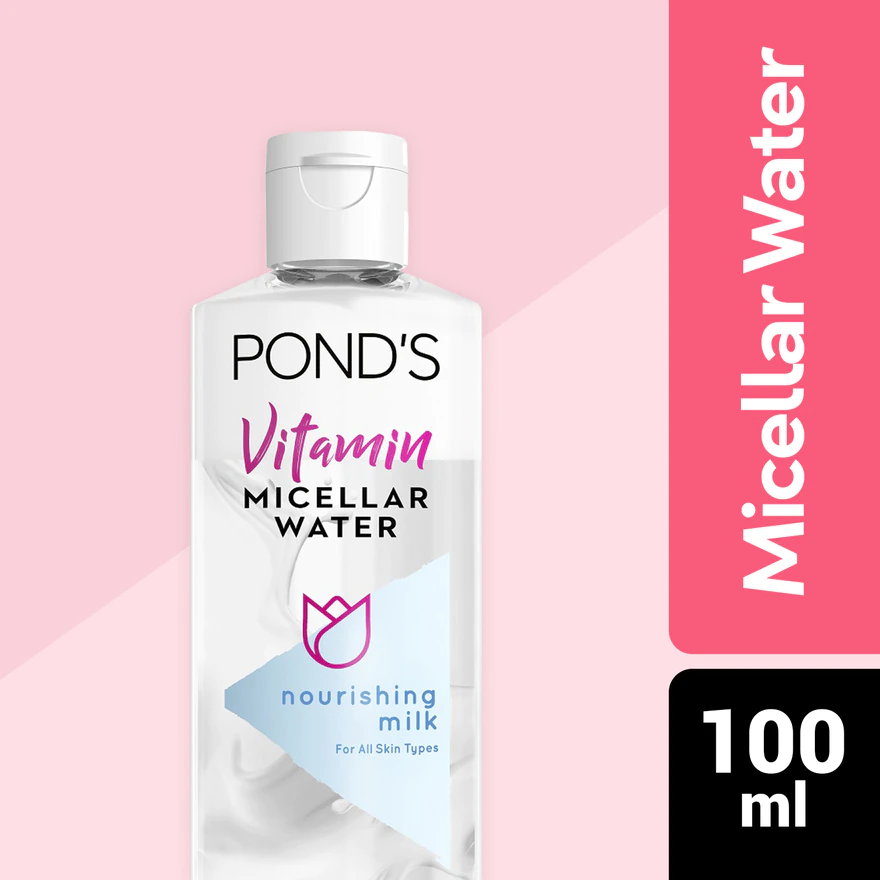 POND'S
Vitamin
MICELLAR
WATER
nourishing
milk
For All Skin Types
Micellar Water
100
ml